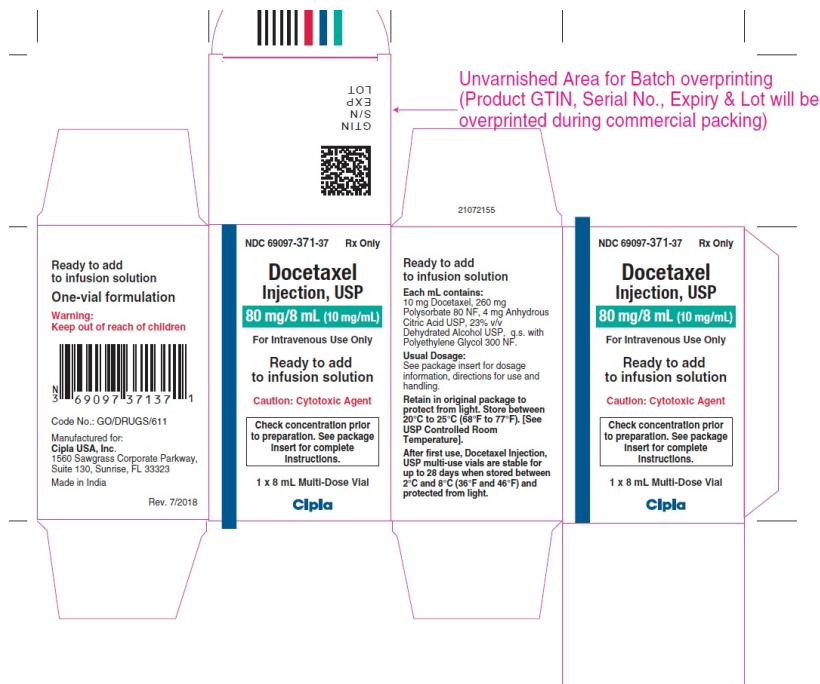 Unvarnished Area for Batch overprinting
(Product GTIN, Serial No., Expiry & Lot will be
overprinted during commercial packing)
GTIN
S/N
EXP
LOT
21072155
Ready to add
to infusion solution
One-vial formulation
Warning:
Keep out of reach of children
N
3 69097 37137 1
Code No.: GO/DRUGS/611
Manufactured for:
Cipla USA, Inc.
1560 Sawgrass Corporate Parkway,
Suite 130, Sunrise, FL 33323
Made in India
Rev. 7/2018
NDC 69097-371-37 Rx Only
Docetaxel
Injection, USP
80 mg/8 mL (10 mg/mL)
For Intravenous Use Only
Ready to add
to infusion solution
Caution: Cytotoxic Agent
Check concentration prior
to preparation. See package
insert for complete
instructions.
1 x 8 mL Multi-Dose Vial
Cipla
Ready to add
to infusion solution
Each mL contains:
10 mg Docetaxel, 260 mg
Polysorbate 80 NF, 4 mg Anhydrous
Citric Acid USP, 23% v/v
Dehydrated Alcohol USP, q.s. with
Polyethylene Glycol 300 NF.
Usual Dosage:
See package insert for dosage
information, directions for use and
handling.
Retain in original package to
protect from light. Store between
20°C to 25°C (68°F to 77°F). [See
USP Controlled Room
Temperature].
After first use, Docetaxel Injection,
USP multi-use vials are stable for
up to 28 days when stored between
2°C and 8°C (36°F and 46°F) and
protected from light.
NDC 69097-371-37 Rx Only
Docetaxel
Injection, USP
80 mg/8 mL (10 mg/mL)
For Intravenous Use Only
Ready to add
to infusion solution
Caution: Cytotoxic Agent
Check concentration prior
to preparation. See package
insert for complete
instructions.
1 x 8 mL Multi-Dose Vial
Cipla